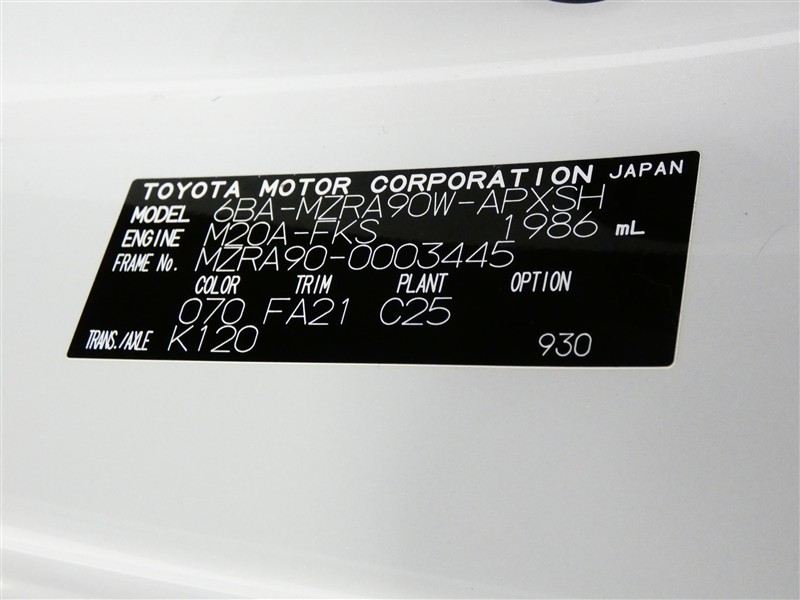 TOYOTA MOTOR CORPORATION JAPAN
MODEL 6BA-MZRA90W-APXSH
ENGINE M20A-FKS 1986 mL
FRAME No. MZRA90-0003445
COLOR TRIM PLANT OPTION
070 FA21 C25
TRANS./AXLE K120 930